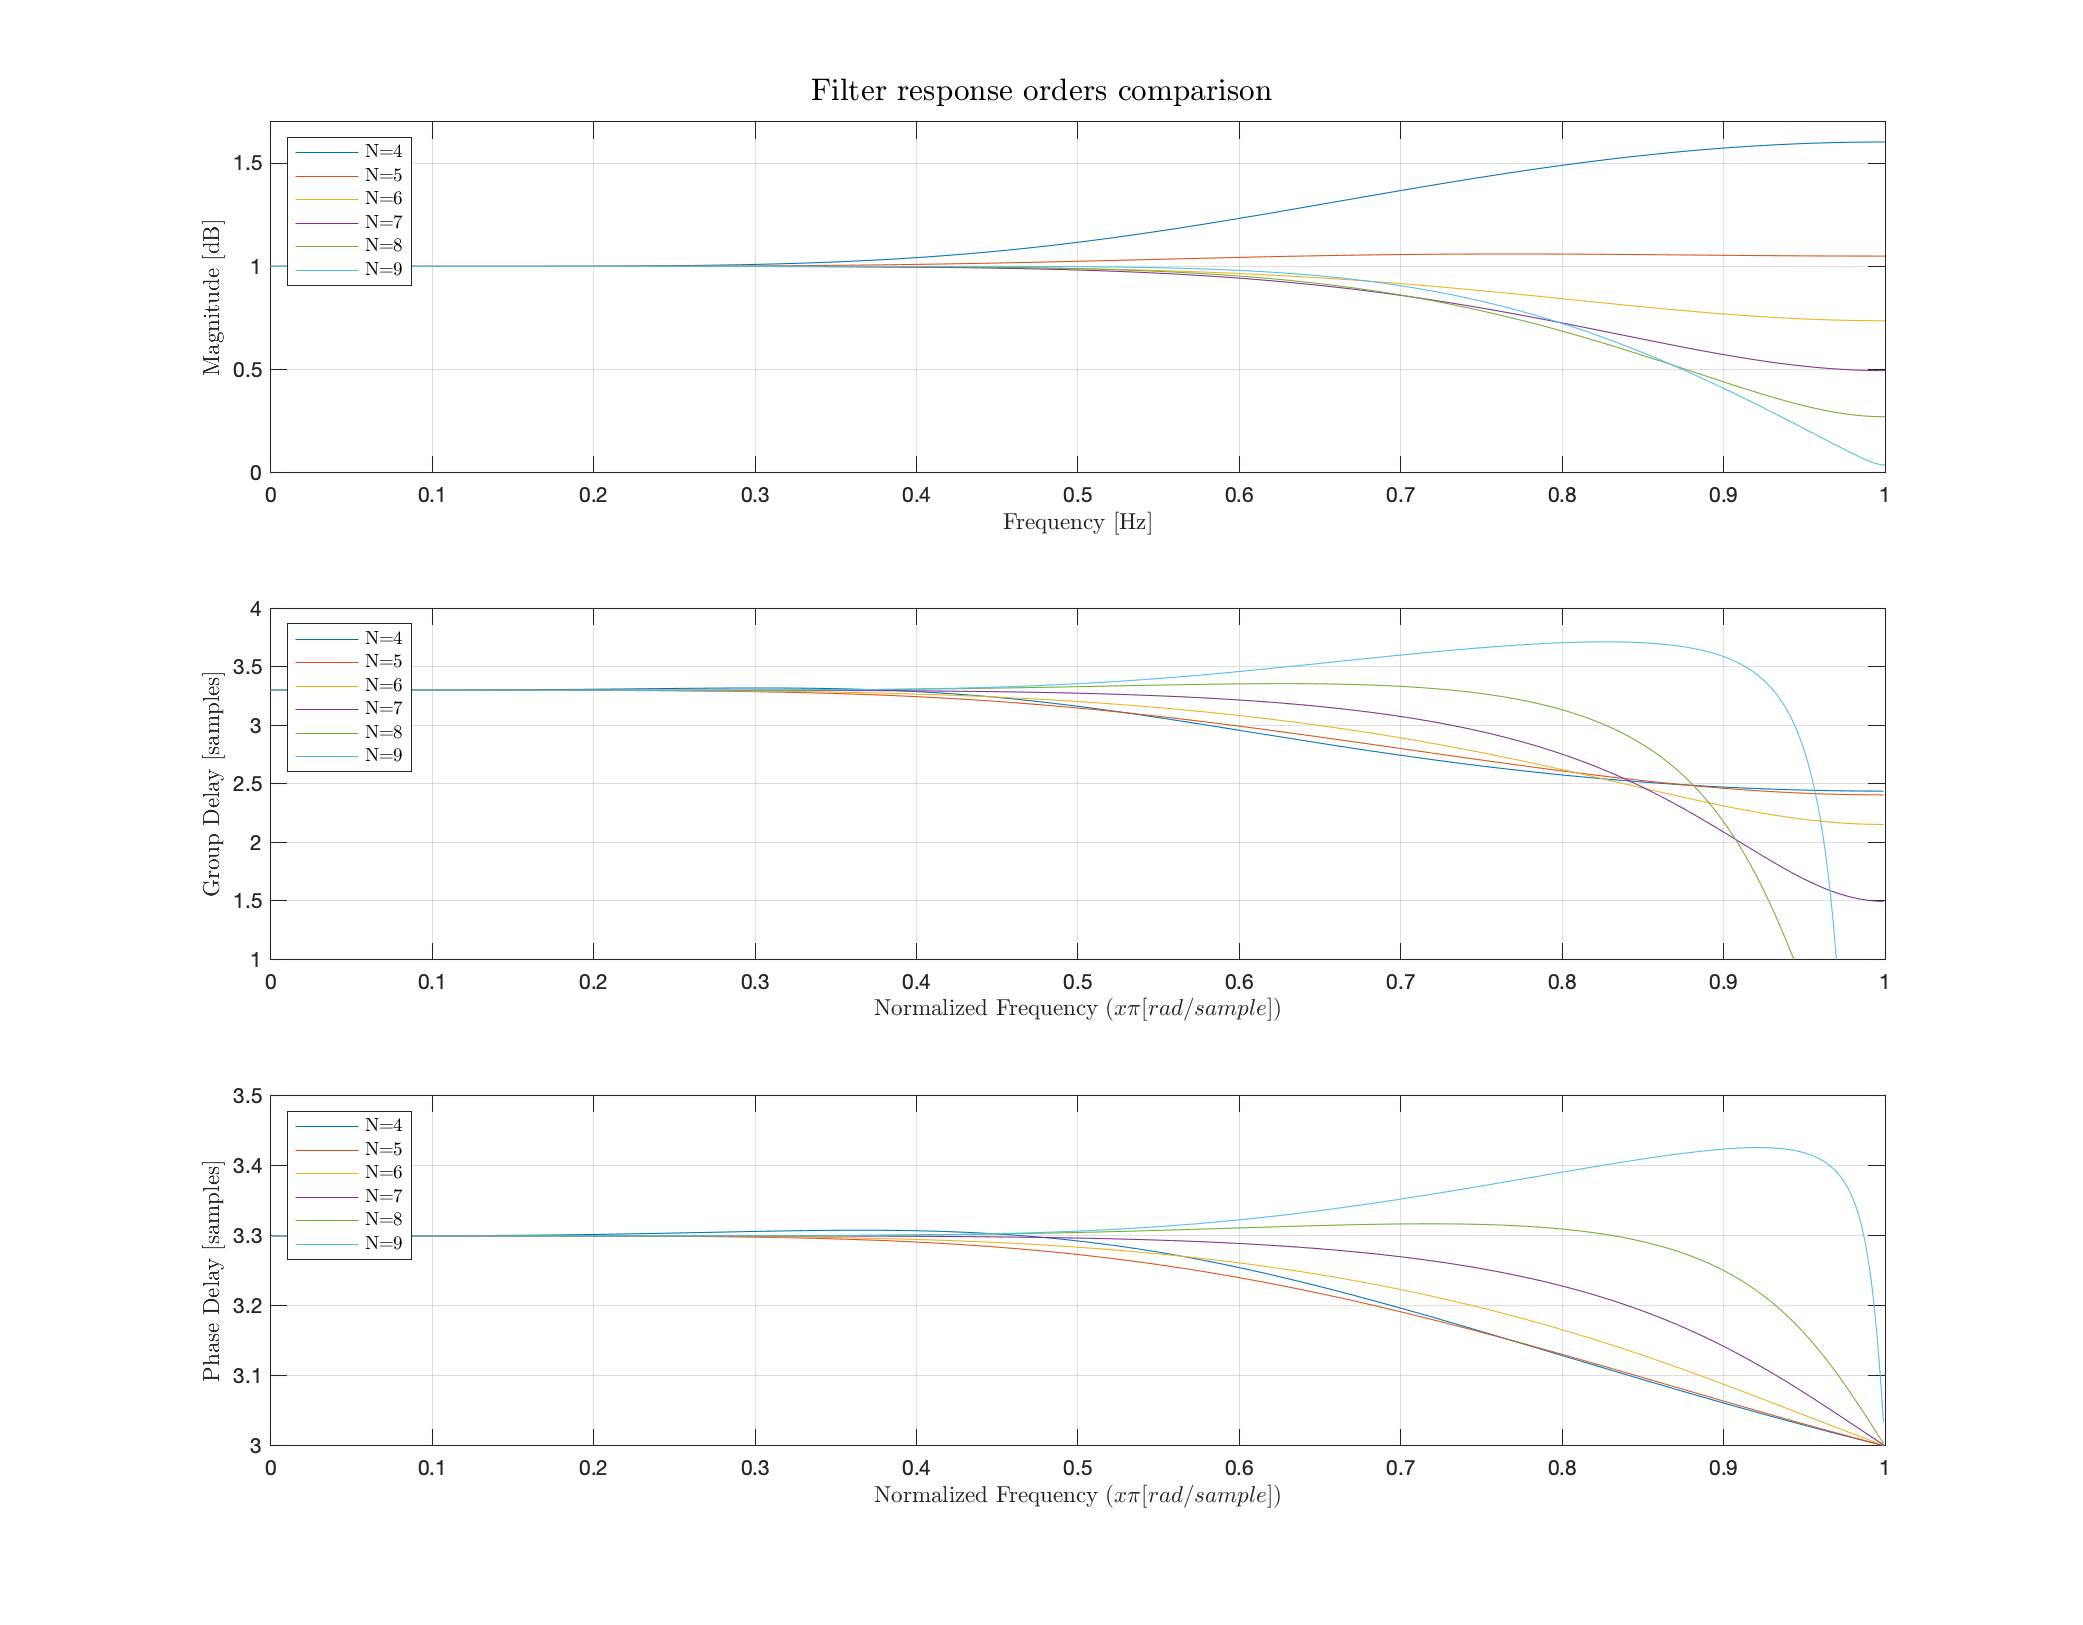 Filter response orders comparison
N=4
N=5
N=6
N=7
N=8
N=9
Magnitude [dB]
1.5
1
0.5
0
0 0.1 0.2 0.3 0.4 0.5 0.6 0.7 0.8 0.9 1
Frequency [Hz]
N=4
N=5
N=6
N=7
N=8
N=9
Group Delay [samples]
4
3.5
3
2.5
2
1.5
1
0 0.1 0.2 0.3 0.4 0.5 0.6 0.7 0.8 0.9 1
Normalized Frequency (xπ[rad/sample])
N=4
N=5
N=6
N=7
N=8
N=9
Phase Delay [samples]
3.5
3.4
3.3
3.2
3.1
3
0 0.1 0.2 0.3 0.4 0.5 0.6 0.7 0.8 0.9 1
Normalized Frequency (xπ[rad/sample])